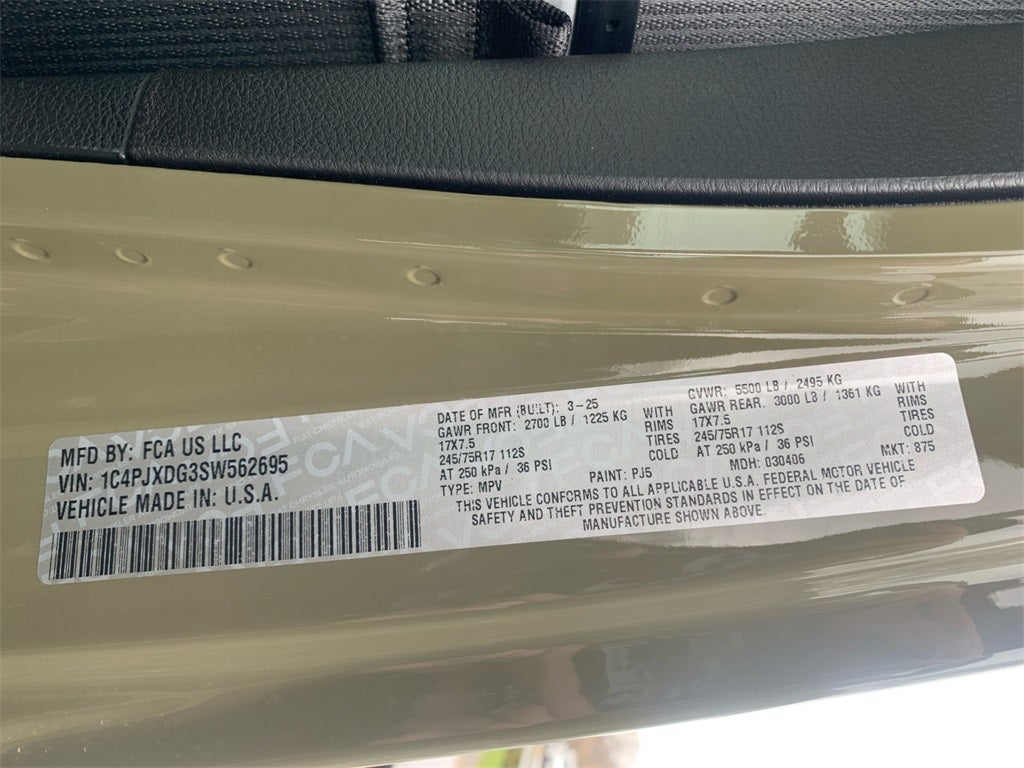 MFD BY: FCA US LLC
VIN: 1C4PJXDG3SW562695
VEHICLE MADE IN: U.S.A.
DATE OF MFR (BUILT): 3-25 GVWR: 5500 LB / 2495 KG
GAWR FRONT: 2700 LB / 1225 KG WITH GAWR REAR. 3000 LB / 1361 KG WITH
17X7.5 RIMS 17X7.5 RIMS
245/75R17 112S TIRES 245/75R17 112S TIRES
AT 250 kPa / 36 PSI COLD AT 250 kPa / 36 PSI COLD
TYPE: MPV PAINT: PJ5 MDH: 030406 MKT: 875
THIS VEHICLE CONFORMS TO ALL APPLICABLE U.S.A. FEDERAL MOTOR VEHICLE
SAFETY AND THEFT PREVENTION STANDARDS IN EFFECT ON THE DATE OF
MANUFACTURE SHOWN ABOVE.